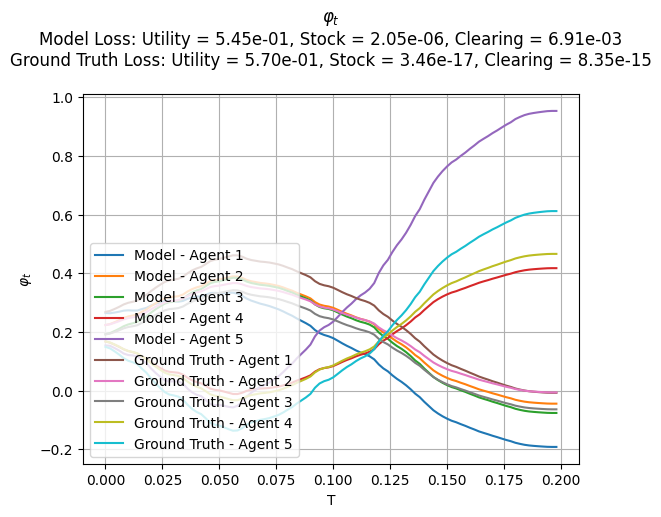 φₜ
Model Loss: Utility = 5.45e-01, Stock = 2.05e-06, Clearing = 6.91e-03
Ground Truth Loss: Utility = 5.70e-01, Stock = 3.46e-17, Clearing = 8.35e-15
φₜ
1.0
0.8
0.6
0.4
0.2
0.0
−0.2
Model - Agent 1
Model - Agent 2
Model - Agent 3
Model - Agent 4
Model - Agent 5
Ground Truth - Agent 1
Ground Truth - Agent 2
Ground Truth - Agent 3
Ground Truth - Agent 4
Ground Truth - Agent 5
0.000 0.025 0.050 0.075 0.100 0.125 0.150 0.175 0.200
T